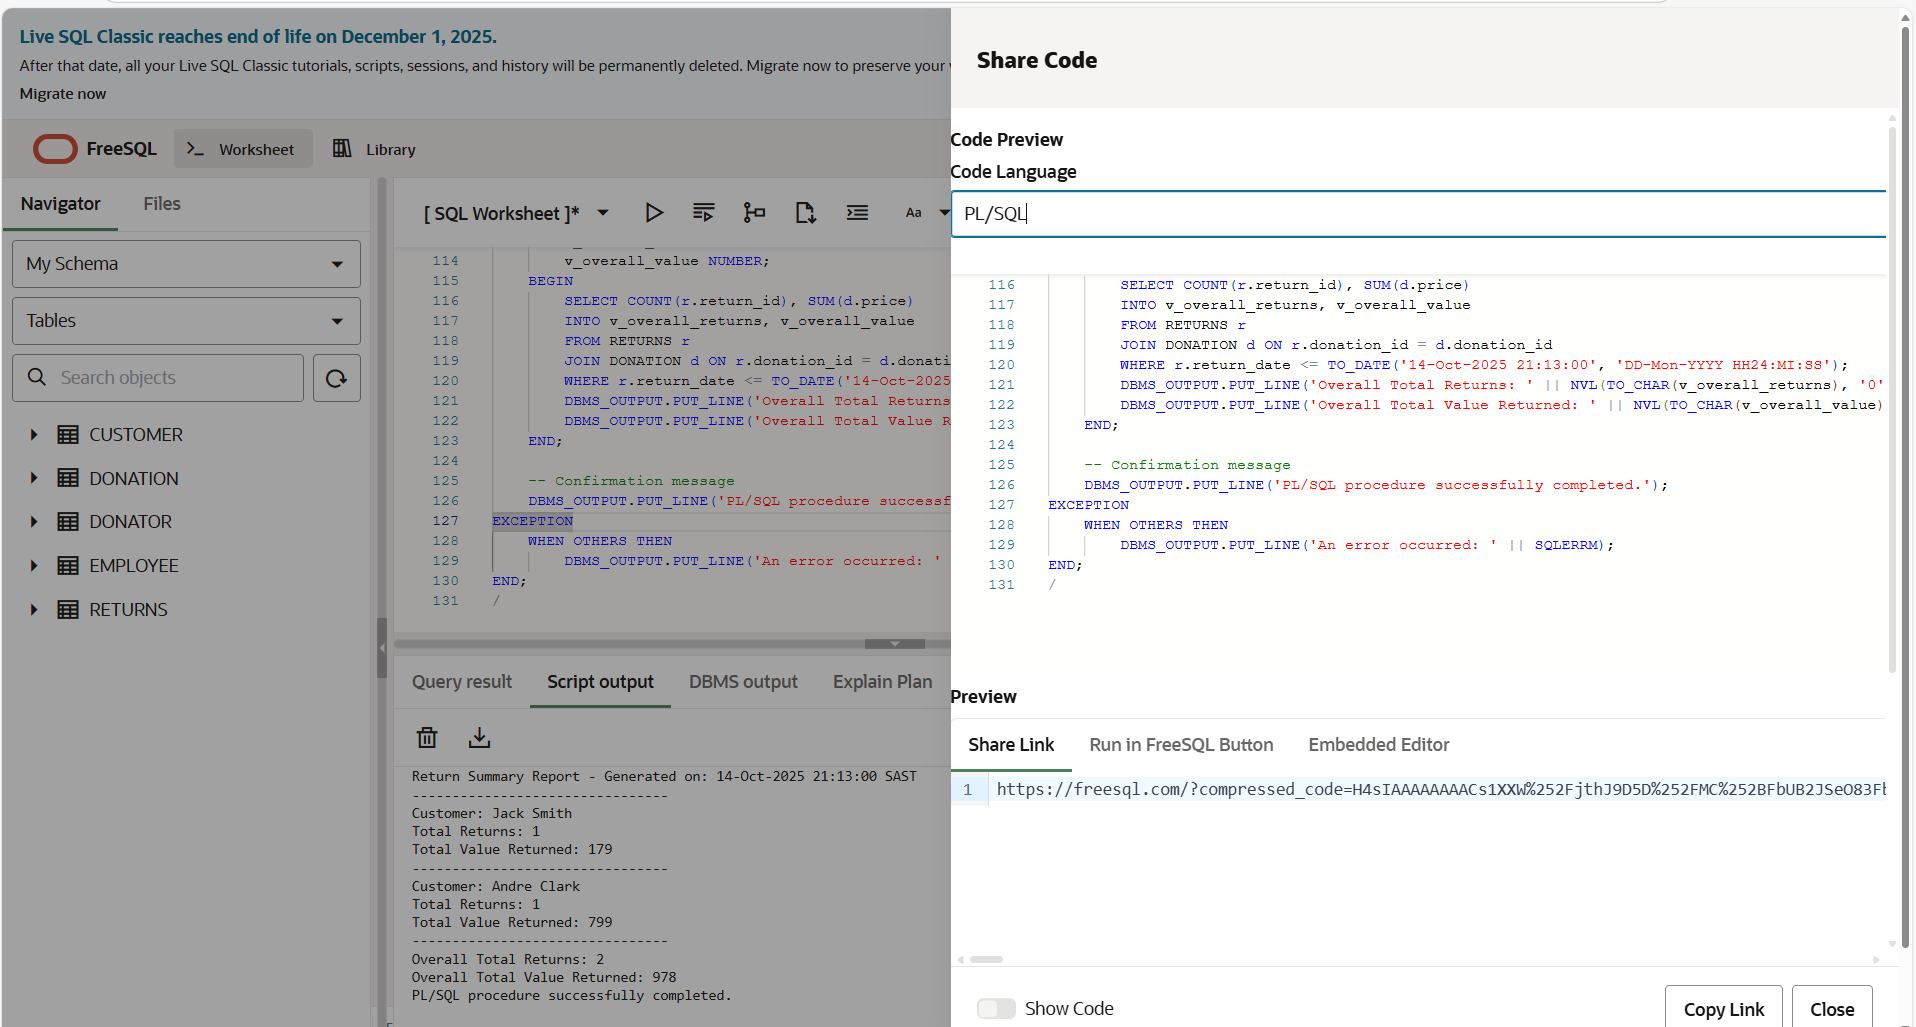 Live SQL Classic reaches end of life on December 1, 2025.
After that date, all your Live SQL Classic tutorials, scripts, sessions, and history will be permanently deleted. Migrate now to preserve your
Migrate now
FreeSQL
Worksheet
Library
Navigator
Files
My Schema
Tables
Search objects
CUSTOMER
DONATION
DONATOR
EMPLOYEE
RETURNS
[ SQL Worksheet ]*
Aa
114 v_overall_value NUMBER;
115 BEGIN
116 SELECT COUNT(r.return_id), SUM(d.price)
117 INTO v_overall_returns, v_overall_value
118 FROM RETURNS r
119 JOIN DONATION d ON r.donation_id = d.donati
120 WHERE r.return_date <= TO_DATE('14-Oct-2025
121 DBMS_OUTPUT.PUT_LINE('Overall Total Returns
122 DBMS_OUTPUT.PUT_LINE('Overall Total Value R
123 END;
124
125 -- Confirmation message
126 DBMS_OUTPUT.PUT_LINE('PL/SQL procedure successf
127 EXCEPTION
128 WHEN OTHERS THEN
129 DBMS_OUTPUT.PUT_LINE('An error occurred: '
130 END;
131 /
Query result
Script output
DBMS output
Explain Plan
Return Summary Report - Generated on: 14-Oct-2025 21:13:00 SAST
--------------------------------
Customer: Jack Smith
Total Returns: 1
Total Value Returned: 179
--------------------------------
Customer: Andre Clark
Total Returns: 1
Total Value Returned: 799
--------------------------------
Overall Total Returns: 2
Overall Total Value Returned: 978
PL/SQL procedure successfully completed.
Share Code
Code Preview
Code Language
PL/SQL
116 SELECT COUNT(r.return_id), SUM(d.price)
117 INTO v_overall_returns, v_overall_value
118 FROM RETURNS r
119 JOIN DONATION d ON r.donation_id = d.donation_id
120 WHERE r.return_date <= TO_DATE('14-Oct-2025 21:13:00', 'DD-Mon-YYYY HH24:MI:SS');
121 DBMS_OUTPUT.PUT_LINE('Overall Total Returns: ' || NVL(TO_CHAR(v_overall_returns), '0'
122 DBMS_OUTPUT.PUT_LINE('Overall Total Value Returned: ' || NVL(TO_CHAR(v_overall_value)
123 END;
124
125 -- Confirmation message
126 DBMS_OUTPUT.PUT_LINE('PL/SQL procedure successfully completed.');
127 EXCEPTION
128 WHEN OTHERS THEN
129 DBMS_OUTPUT.PUT_LINE('An error occurred: ' || SQLERRM);
130 END;
131 /
Preview
Share Link
Run in FreeSQL Button
Embedded Editor
1 https://freesql.com/?compressed_code=H4sIAAAAAAAACs1XXW%252FjthJ9D5D%252FMC%252BFbUB2JSeO83Fb
Show Code
Copy Link
Close